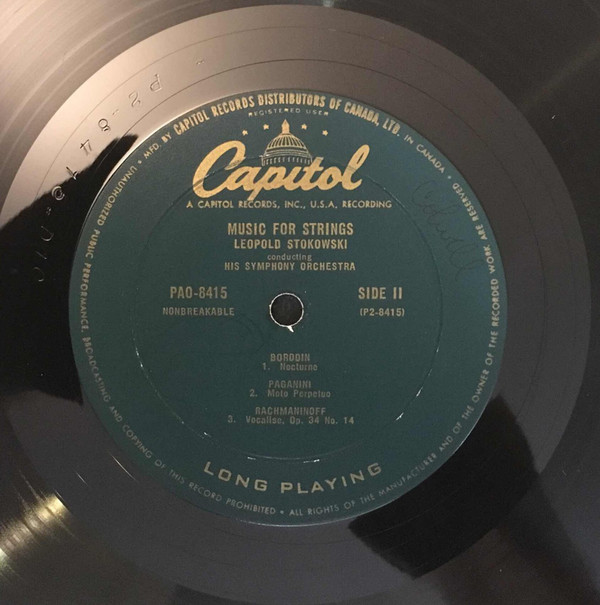 • MFD. BY CAPITOL RECORDS DISTRIBUTORS OF CANADA, LTD. IN CANADA •
REGISTERED USER
Capitol
A CAPITOL RECORDS, INC., U.S.A. RECORDING
MUSIC FOR STRINGS
LEOPOLD STOKOWSKI
conducting
HIS SYMPHONY ORCHESTRA
PAO-8415 SIDE II
NONBREAKABLE (P2-8415)
BORODIN
1. Nocturne
PAGANINI
2. Moto Perpetuo
RACHMANINOFF
3. Vocalise, Op. 34 No. 14
LONG PLAYING
UNAUTHORIZED PUBLIC PERFORMANCE, BROADCASTING AND COPYING OF THIS RECORD PROHIBITED • ALL RIGHTS OF THE MANUFACTURER AND OF THE OWNER OF THE RECORDED WORK ARE RESERVED